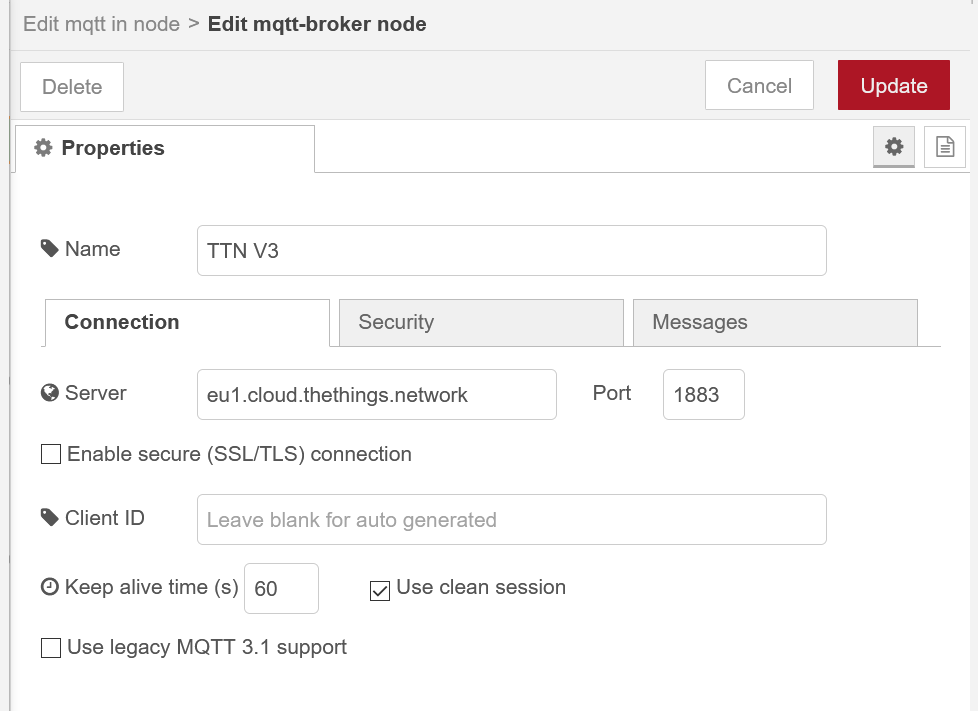 Edit mqtt in node > Edit mqtt-broker node
Delete
Cancel
Update
Properties
Name
TTN V3
Connection
Security
Messages
Server
eu1.cloud.thethings.network
Port
1883
Enable secure (SSL/TLS) connection
Client ID
Leave blank for auto generated
Keep alive time (s)
60
Use clean session
Use legacy MQTT 3.1 support